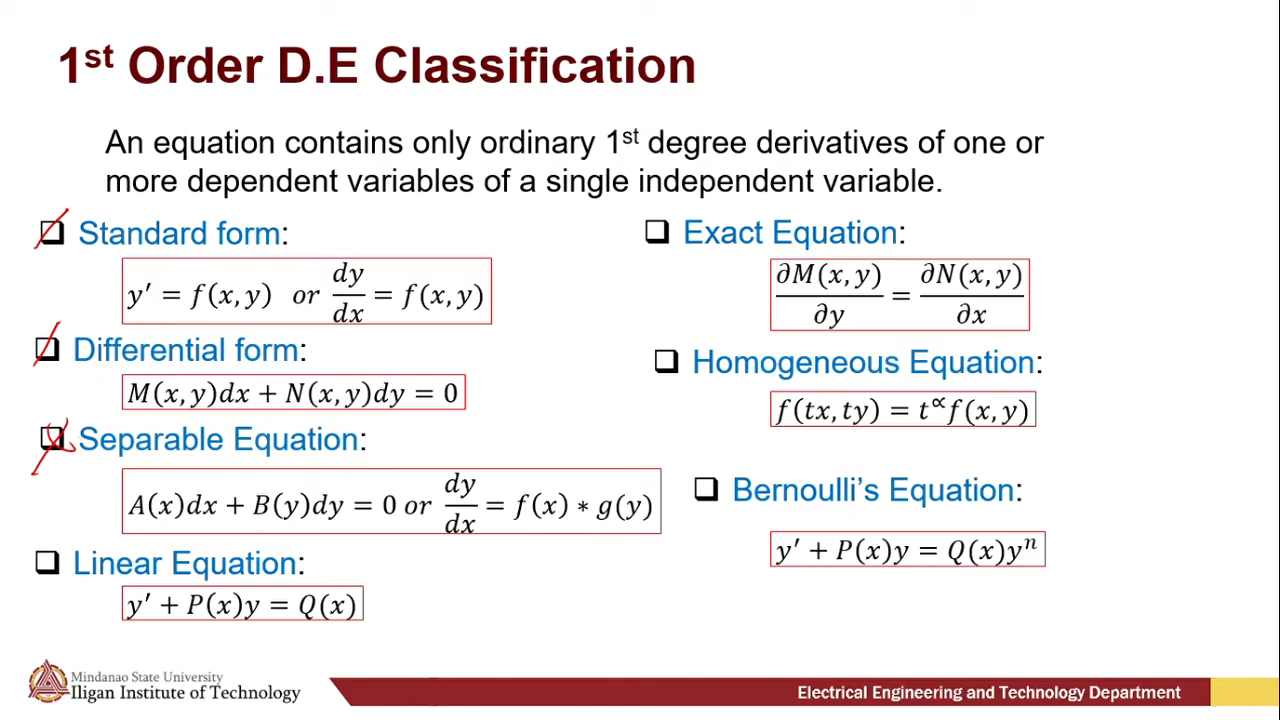 1st Order D.E Classification
An equation contains only ordinary 1st degree derivatives of one or
more dependent variables of a single independent variable.
Standard form:
y′ = f(x, y) or dy/dx = f(x, y)
Differential form:
M(x, y)dx + N(x, y)dy = 0
Separable Equation:
A(x)dx + B(y)dy = 0 or dy/dx = f(x) ∗ g(y)
Linear Equation:
y′ + P(x)y = Q(x)
Exact Equation:
∂M(x, y)/∂y = ∂N(x, y)/∂x
Homogeneous Equation:
f(tx, ty) = t^∝ f(x, y)
Bernoulli’s Equation:
y′ + P(x)y = Q(x)yⁿ
Mindanao State University
Iligan Institute of Technology
Electrical Engineering and Technology Department